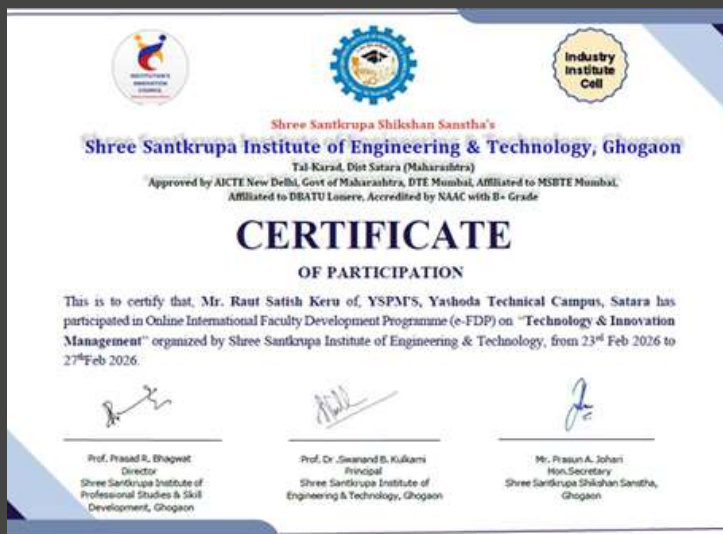 INSTITUTION'S
INNOVATION
COUNCIL
Industry
Institute
Cell
Shree Santkrupa Shikshan Sanstha's
Shree Santkrupa Institute of Engineering & Technology, Ghogaon
Tal-Karad, Dist Satara (Maharashtra)
Approved by AICTE New Delhi, Govt of Maharashtra, DTE Mumbai, Affiliated to MSBTE Mumbai,
Affiliated to DBATU Lonere, Accredited by NAAC with B+ Grade
CERTIFICATE
OF PARTICIPATION
This is to certify that, Mr. Raut Satish Keru of, YSPM'S, Yashoda Technical Campus, Satara has
participated in Online International Faculty Development Programme (e-FDP) on "Technology & Innovation
Management" organized by Shree Santkrupa Institute of Engineering & Technology, from 23rd Feb 2026 to
27thFeb 2026.
Prof. Prasad R. Bhagwat
Director
Shree Santkrupa Institute of
Professional Studies & Skill
Development, Ghogaon
Prof. Dr .Swanand B. Kulkarni
Principal
Shree Santkrupa Institute of
Engineering & Technology, Ghogaon
Mr. Prasun A. Johari
Hon.Secretary
Shree Santkrupa Shikshan Sanstha,
Ghogaon